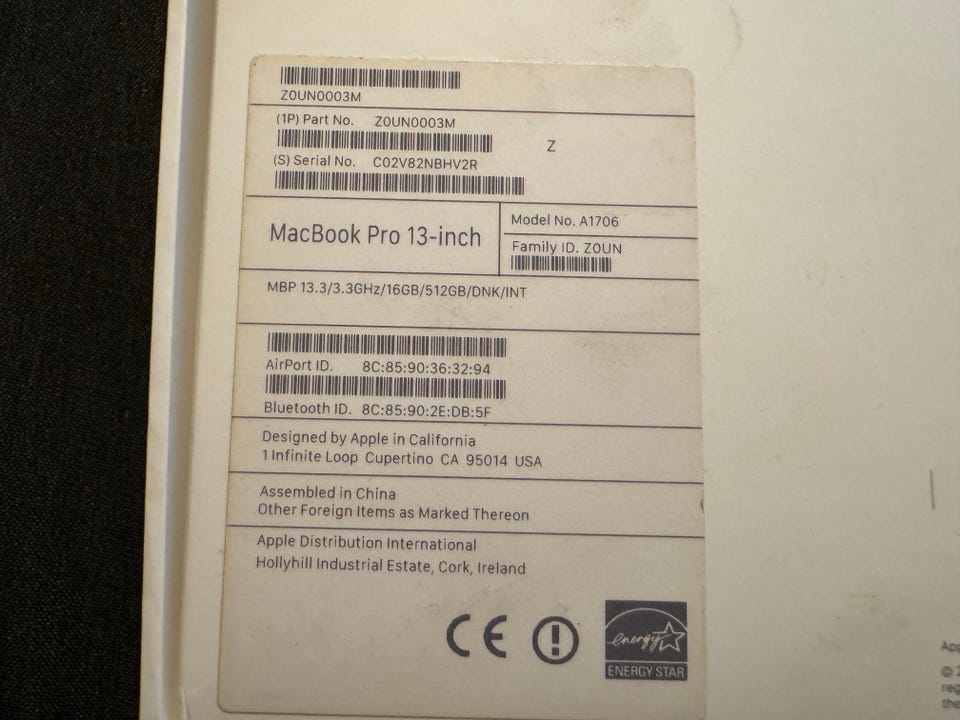 Z0UN0003M
(1P) Part No. Z0UN0003M
Z
(S) Serial No. C02V82NBHV2R
MacBook Pro 13-inch
Model No. A1706
Family ID. Z0UN
MBP 13.3/3.3GHz/16GB/512GB/DNK/INT
AirPort ID. 8C:85:90:36:32:94
Bluetooth ID. 8C:85:90:2E:DB:5F
Designed by Apple in California
1 Infinite Loop Cupertino CA 95014 USA
Assembled in China
Other Foreign Items as Marked Thereon
Apple Distribution International
Hollyhill Industrial Estate, Cork, Ireland
CE
energy
ENERGY STAR